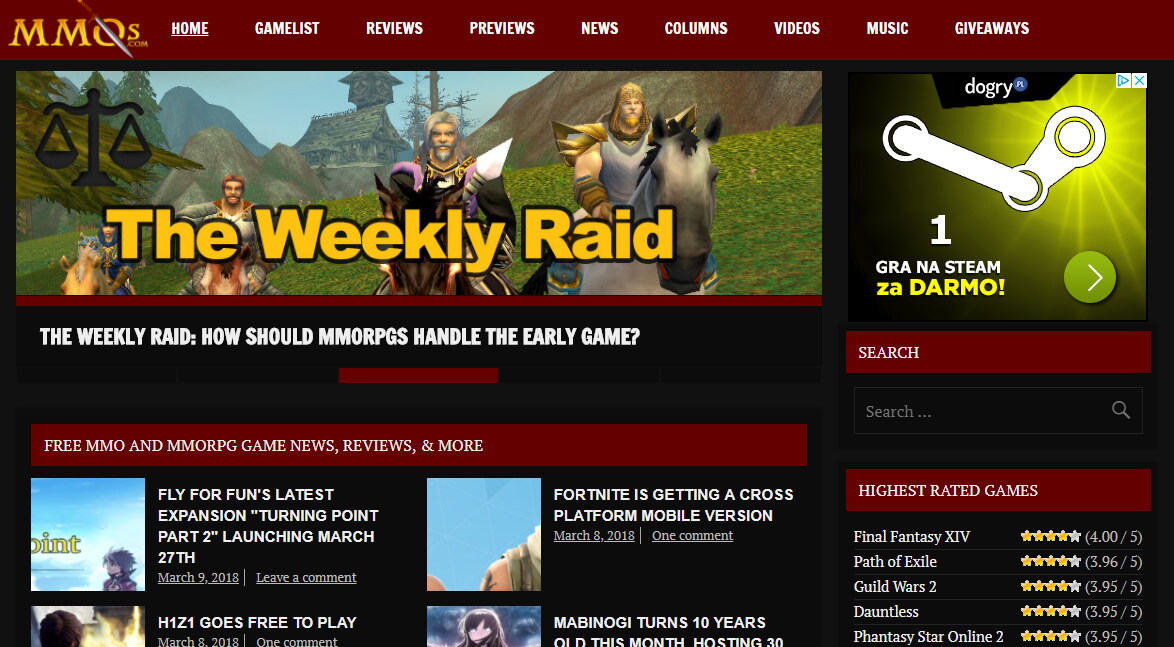 MMOs.COM
HOME GAMELIST REVIEWS PREVIEWS NEWS COLUMNS VIDEOS MUSIC GIVEAWAYS
The Weekly Raid
THE WEEKLY RAID: HOW SHOULD MMORPGS HANDLE THE EARLY GAME?
dogry PL
1
GRA NA STEAM
za DARMO!
SEARCH
Search ...
FREE MMO AND MMORPG GAME NEWS, REVIEWS, & MORE
oint
FLY FOR FUN'S LATEST
EXPANSION "TURNING POINT
PART 2" LAUNCHING MARCH
27TH
March 9, 2018 Leave a comment
FORTNITE IS GETTING A CROSS
PLATFORM MOBILE VERSION
March 8, 2018 One comment
H1Z1 GOES FREE TO PLAY
March 8, 2018 One comment
MABINOGI TURNS 10 YEARS
OLD THIS MONTH, HOSTING 30
HIGHEST RATED GAMES
Final Fantasy XIV (4.00 / 5)
Path of Exile (3.96 / 5)
Guild Wars 2 (3.95 / 5)
Dauntless (3.95 / 5)
Phantasy Star Online 2 (3.95 / 5)